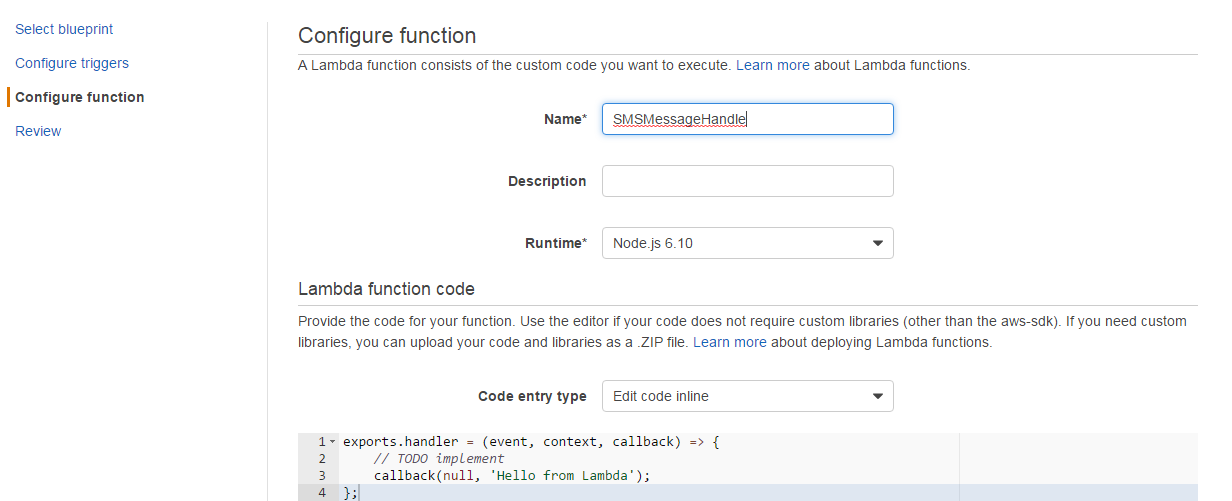 Select blueprint
Configure triggers
Configure function
Review
Configure function
A Lambda function consists of the custom code you want to execute. Learn more about Lambda functions.
Name* SMSMessageHandle
Description
Runtime* Node.js 6.10
Lambda function code
Provide the code for your function. Use the editor if your code does not require custom libraries (other than the aws-sdk). If you need custom
libraries, you can upload your code and libraries as a .ZIP file. Learn more about deploying Lambda functions.
Code entry type Edit code inline
1 exports.handler = (event, context, callback) => {
2 // TODO implement
3 callback(null, 'Hello from Lambda');
4 };